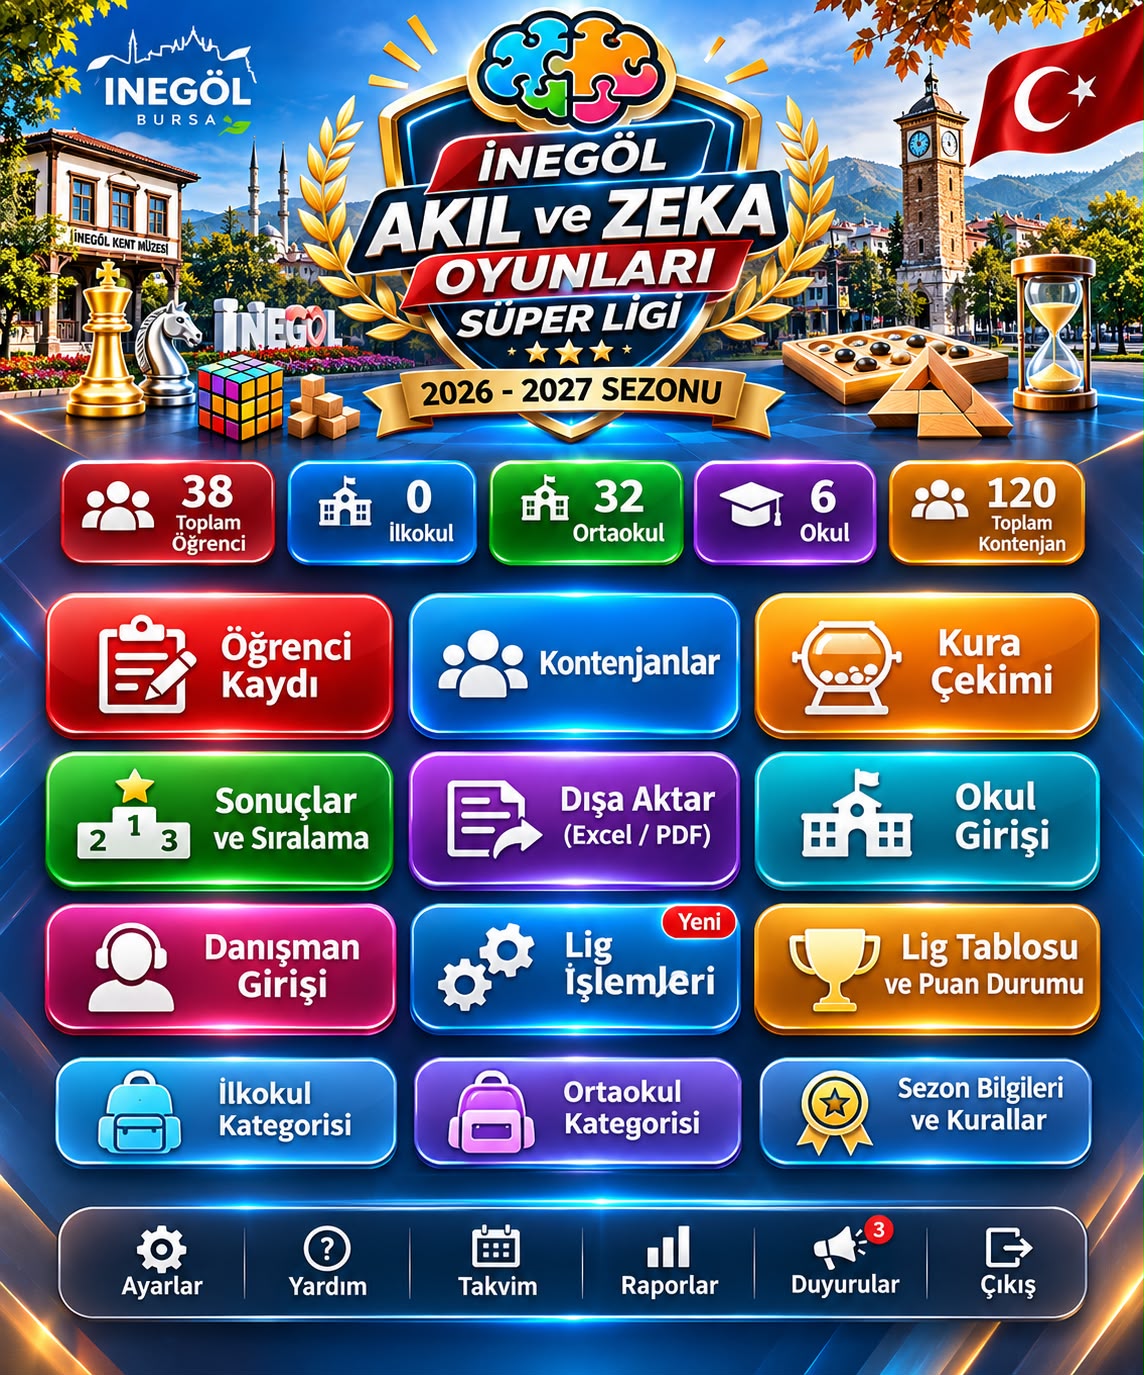 İNEGÖL
BURSA
İNEGÖL KENT MÜZESİ
İNEGÖL
İNEGÖL
AKIL ve ZEKA
OYUNLARI
SÜPER LİGİ
2026 - 2027 SEZONU
38
Toplam
Öğrenci
0
İlkokul
32
Ortaokul
6
Okul
120
Toplam
Kontenjan
Öğrenci
Kaydı
Kontenjanlar
Kura
Çekimi
2 1 3
Sonuçlar
ve Sıralama
Dışa Aktar
(Excel / PDF)
Okul
Girişi
Danışman
Girişi
Yeni
Lig
İşlemleri
Lig Tablosu
ve Puan Durumu
İlkokul
Kategorisi
Ortaokul
Kategorisi
Sezon Bilgileri
ve Kurallar
Ayarlar
?
Yardım
Takvim
Raporlar
3
Duyurular
Çıkış